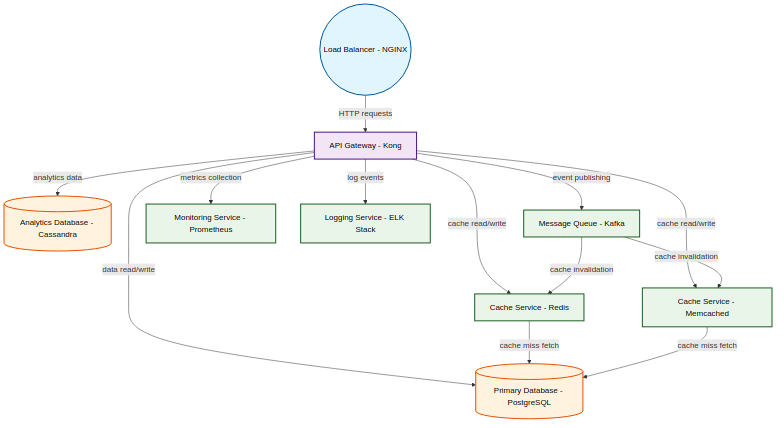 Load Balancer - NGINX
HTTP requests
API Gateway - Kong
analytics data
metrics collection
log events
event publishing
Analytics Database -
Cassandra
Monitoring Service -
Prometheus
Logging Service - ELK
Stack
cache read/write
Message Queue - Kafka
cache read/write
cache invalidation
data read/write
cache invalidation
Cache Service - Redis
Cache Service -
Memcached
cache miss fetch
cache miss fetch
Primary Database -
PostgreSQL